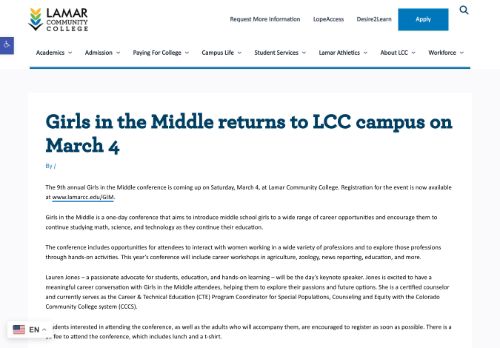 LAMAR
COMMUNITY
COLLEGE
Request More Information LopeAccess Desire2Learn Apply
Academics Admission Paying For College Campus Life Student Services Lamar Athletics About LCC Workforce
Girls in the Middle returns to LCC campus on
March 4
By /
The 9th annual Girls in the Middle conference is coming up on Saturday, March 4, at Lamar Community College. Registration for the event is now available
at www.lamarcc.edu/GIM.
Girls in the Middle is a one-day conference that aims to introduce middle school girls to a wide range of career opportunities and encourage them to
continue studying math, science, and technology as they continue their education.
The conference includes opportunities for attendees to interact with women working in a wide variety of professions and to explore those professions
through hands-on activities. This year's conference will include career workshops in agriculture, zoology, news reporting, education, and more.
Lauren Jones – a passionate advocate for students, education, and hands-on learning – will be the day's keynote speaker. Jones is excited to have a
meaningful career conversation with Girls in the Middle attendees, helping them to explore their passions and future options. She is a certified counselor
and currently serves as the Career & Technical Education (CTE) Program Coordinator for Special Populations, Counseling and Equity with the Colorado
Community College system (CCCS).
students interested in attending the conference, as well as the adults who will accompany them, are encouraged to register as soon as possible. There is a
fee to attend the conference, which includes lunch and a t-shirt.
EN